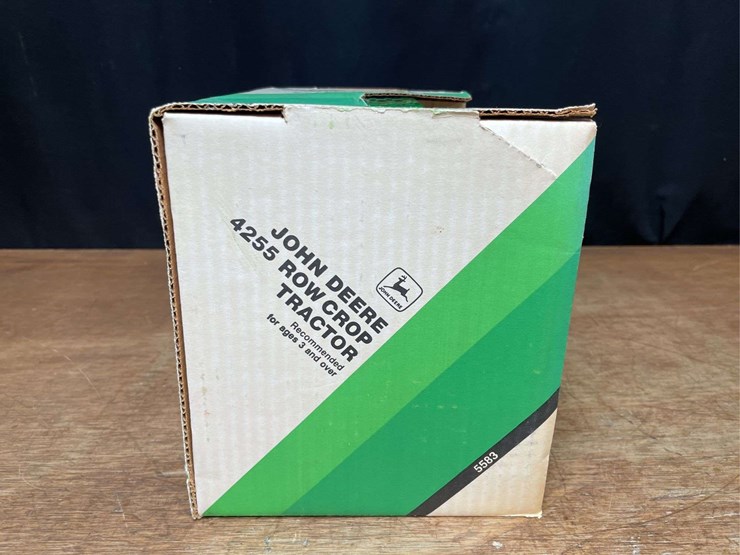 JOHN DEERE
4255 ROW CROP
TRACTOR
Recommended
for ages 3 and over
JOHN DEERE
5583